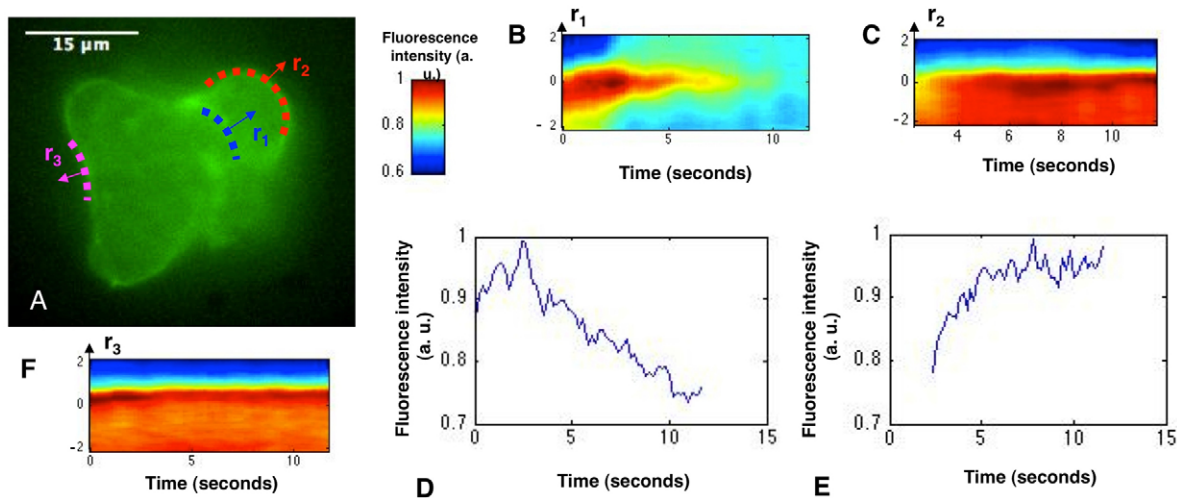 15 µm
r2
r1
r3
A
Fluorescence
intensity (a.
u.)
1
0.6
B
r1
2
0
-2
0
5
10
Time (seconds)
C
r2
2
0
-2
4
6
8
10
Time (seconds)
F
r3
2
0
-2
0
5
10
Time (seconds)
Fluorescence intensity
(a. u.)
1
0.9
0.8
0.7
0
5
10
15
Time (seconds)
D
Fluorescence intensity
(a. u.)
1
0.9
0.8
0.7
0
5
10
15
Time (seconds)
E